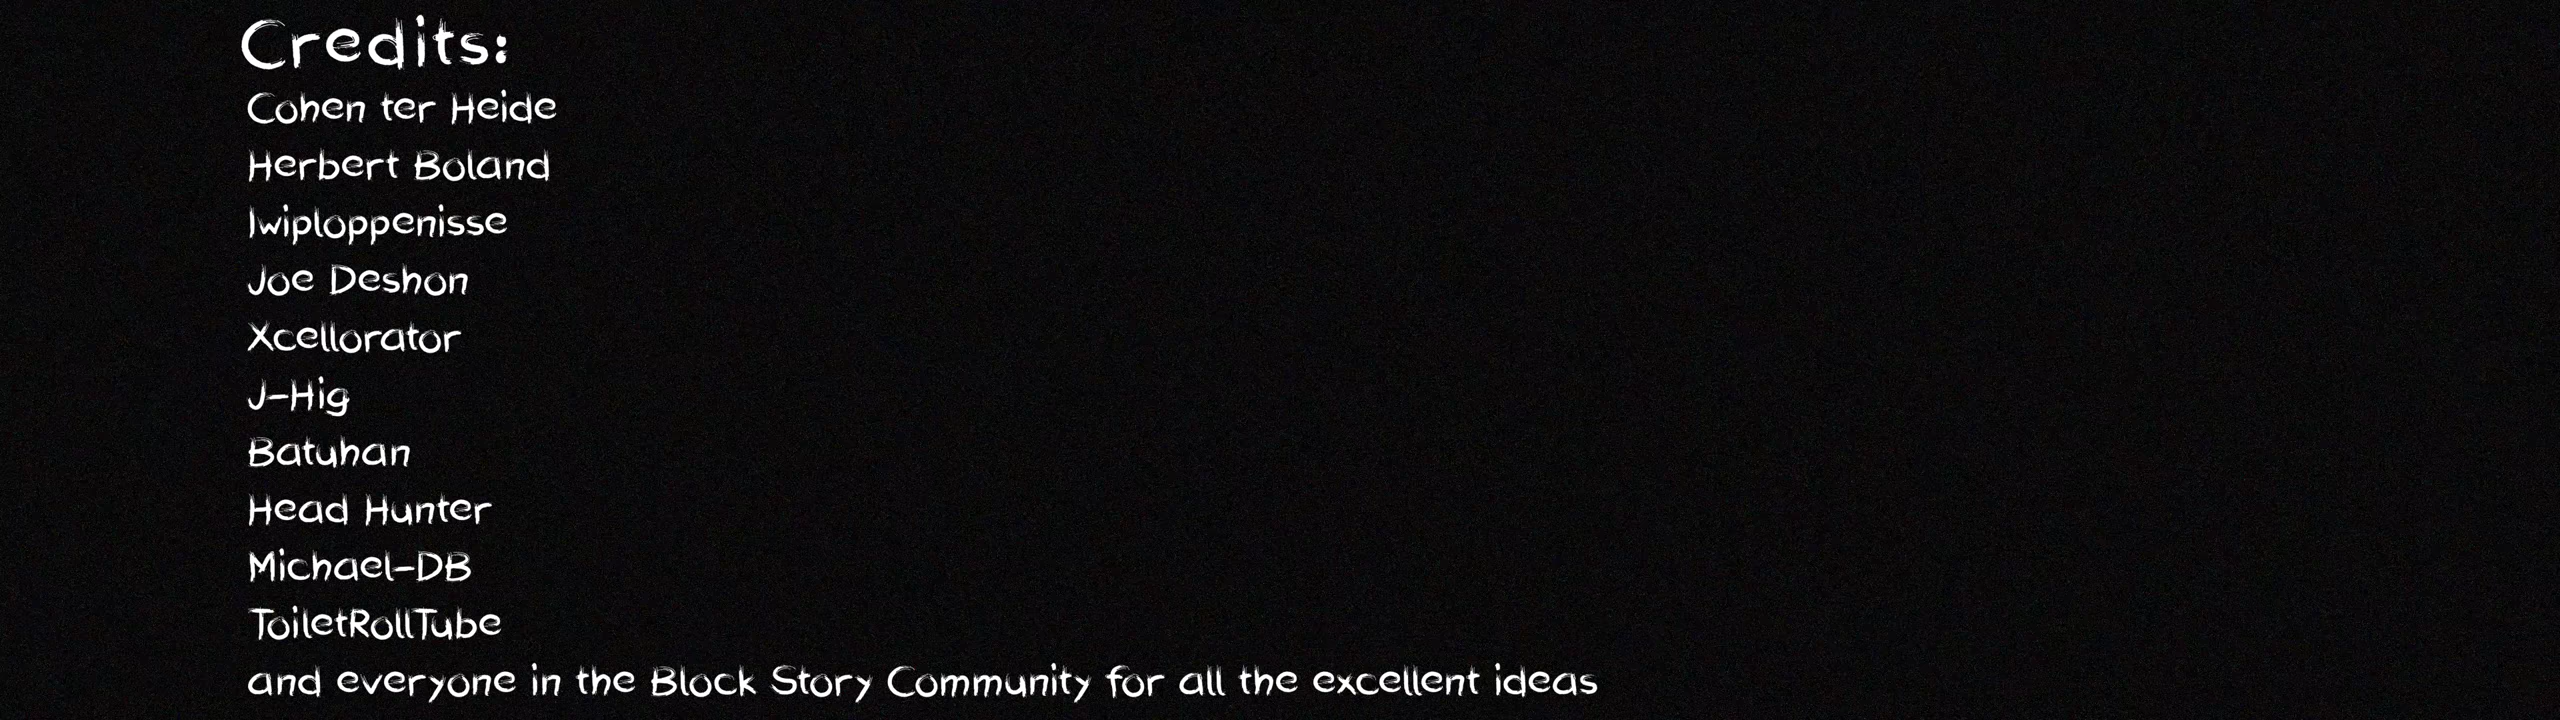 Credits:
Cohen ter Heide
Herbert Boland
Iwiploppenisse
Joe Deshon
Xcellorator
J-Hig
Batuhan
Head Hunter
Michael-DB
ToiletRollTube
and everyone in the Block Story Community for all the excellent ideas